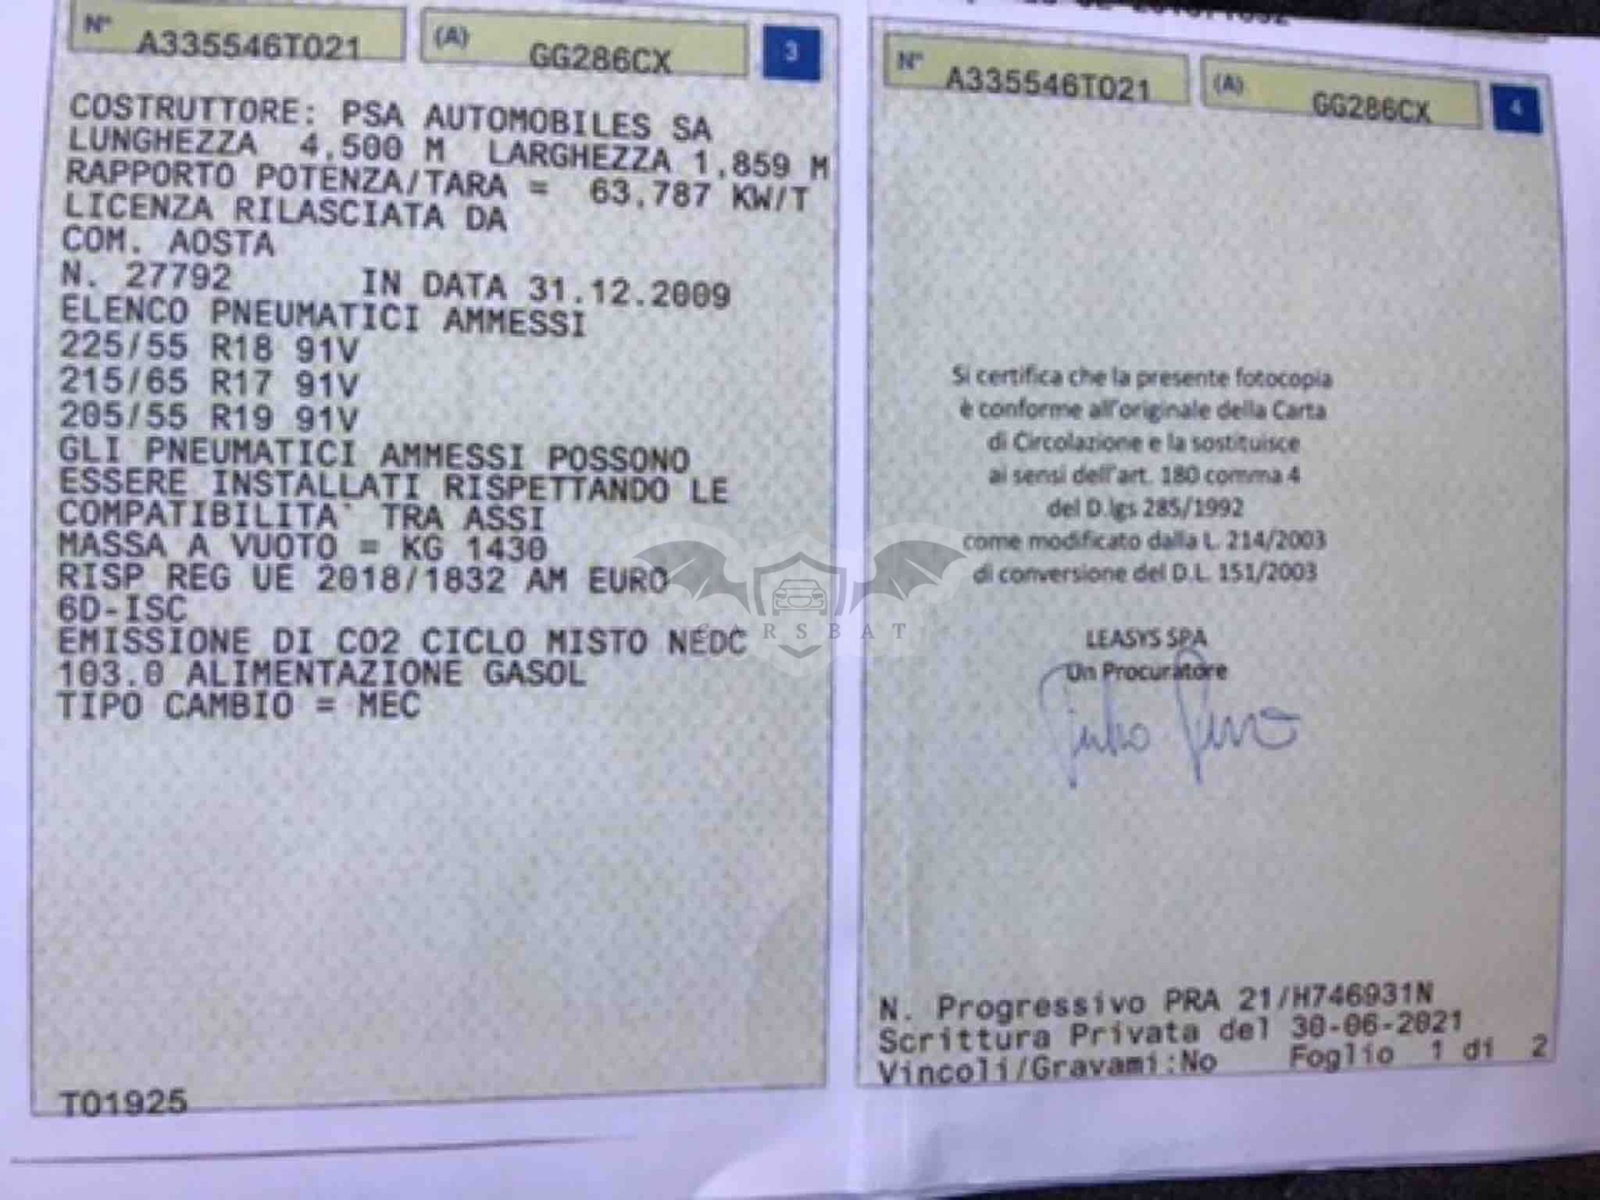 N° A335546TO21 (A) GG286CX 3
COSTRUTTORE: PSA AUTOMOBILES SA
LUNGHEZZA 4,500 M LARGHEZZA 1,859 M
RAPPORTO POTENZA/TARA = 63,787 KW/T
LICENZA RILASCIATA DA
COM. AOSTA
N. 27792 IN DATA 31.12.2009
ELENCO PNEUMATICI AMMESSI
225/55 R18 91V
215/65 R17 91V
205/55 R19 91V
GLI PNEUMATICI AMMESSI POSSONO
ESSERE INSTALLATI RISPETTANDO LE
COMPATIBILITA` TRA ASSI
MASSA A VUOTO = KG 1430
RISP REG UE 2018/1832 AM EURO
6D-ISC
EMISSIONE DI CO2 CICLO MISTO NEDC
103.0 ALIMENTAZIONE GASOL
TIPO CAMBIO = MEC
T01925
N° A335546TO21 (A) GG286CX 4
Si certifica che la presente fotocopia
è conforme all'originale della Carta
di Circolazione e la sostituisce
ai sensi dell'art. 180 comma 4
del D.lgs 285/1992
come modificato dalla L. 214/2003
di conversione del D.L. 151/2003
LEASYS SPA
Un Procuratore
N. Progressivo PRA 21/H746931N
Scrittura Privata del 30-06-2021
Vincoli/Gravami:No Foglio 1 di 2
CARSBAT